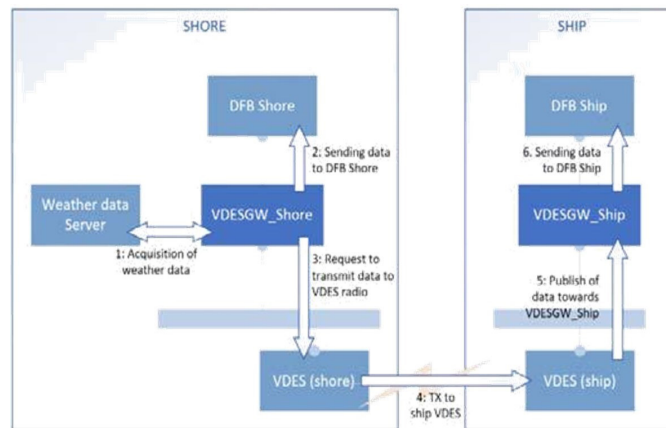 SHORE
SHIP
DFB Shore
DFB Ship
2: Sending data
to DFB Shore
6. Sending data
to DFB Ship
Weather data
Server
VDESGW_Shore
VDESGW_Ship
1: Acquisition of
weather data
3: Request to
transmit data to
VDES radio
5: Publish of
data towards
VDESGW_Ship
VDES (shore)
VDES (ship)
4: TX to
ship VDES